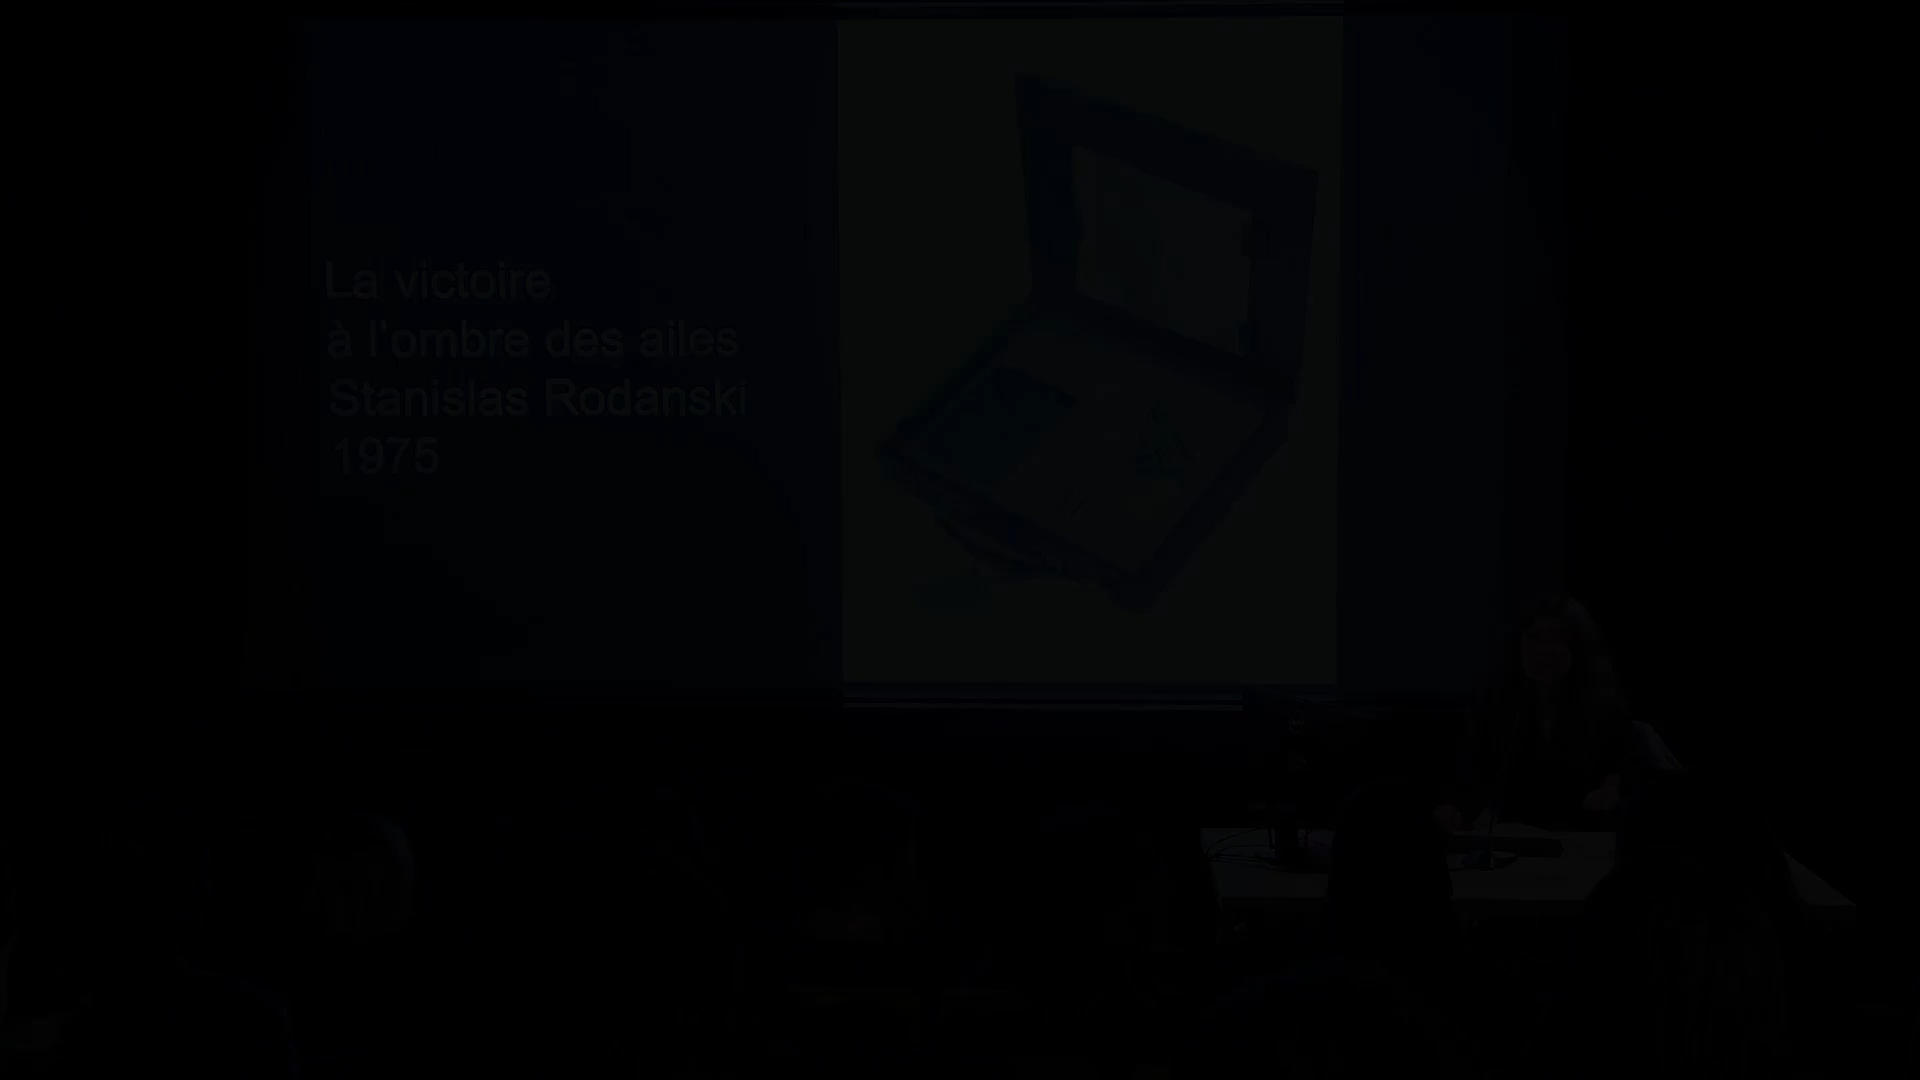 La victoire
à l'ombre des ailes
Stanislas Rodanski
1975